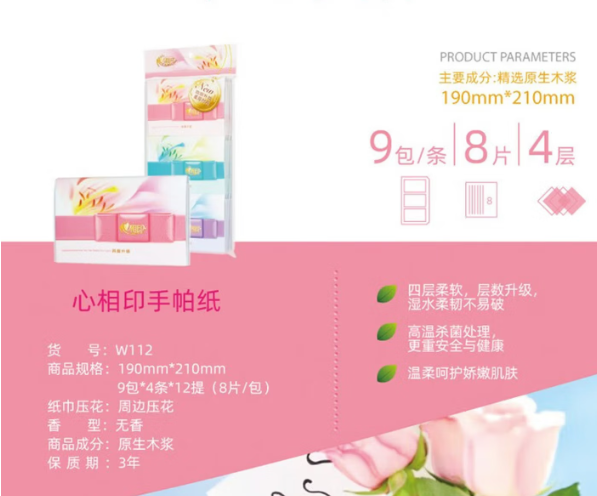 PRODUCT PARAMETERS
主要成分:精选原生木浆
190mm*210mm
9包/条 8片 4层
8
心相印手帕纸
货 号：W112
商品规格：190mm*210mm
9包*4条*12提（8片/包）
纸巾压花：周边压花
香 型：无香
商品成分：原生木浆
保 质 期 ：3年
四层柔软，层数升级，
湿水柔韧不易破
高温杀菌处理，
更重安全与健康
温柔呵护娇嫩肌肤